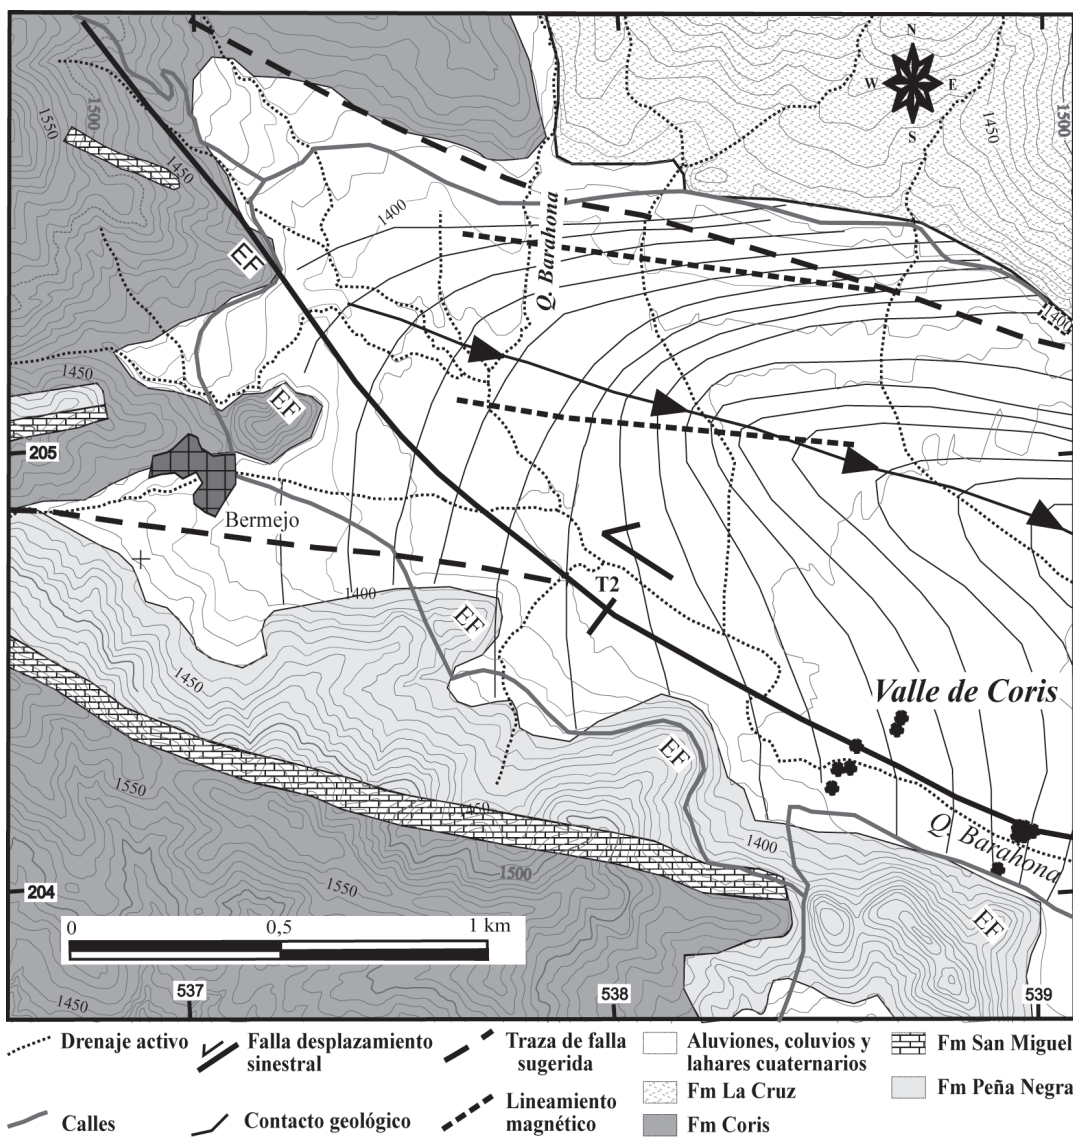 N
W E
S
1500
1550
1450
1450
1500
1400
Q. Barahona
EF
1400
1450
EF
205
Bermejo
T2
1400
EF
1450
Valle de Coris
EF
1550
1450
1400
Q. Barahona
1500
1550
204
EF
0 0,5 1 km
537
538
539
1450
Drenaje activo
Falla desplazamiento
sinestral
Traza de falla
sugerida
Aluviones, coluvios y
lahares cuaternarios
Fm San Miguel
Fm La Cruz
Fm Peña Negra
Calles
Contacto geológico
Lineamiento
magnético
Fm Coris